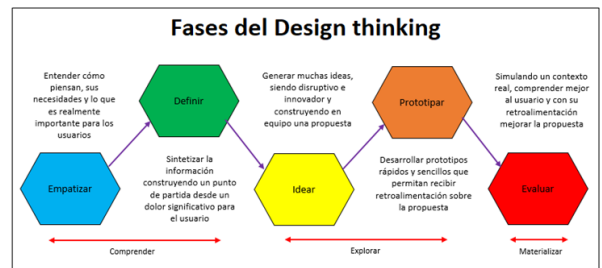 Fases del Design thinking
Entender cómo
piensan, sus
necesidades y lo que
es realmente
importante para los
usuarios
Empatizar
Definir
Sintetizar la
información
construyendo un punto
de partida desde un
dolor significativo para
el usuario
Generar muchas ideas,
siendo disruptivo e
innovador y
construyendo en
equipo una propuesta
Idear
Prototipar
Desarrollar prototipos
rápidos y sencillos que
permitan recibir
retroalimentación sobre
la propuesta
Simulando un contexto
real, comprender mejor
al usuario y con su
retroalimentación
mejorar la propuesta
Evaluar
Comprender
Explorar
Materializar